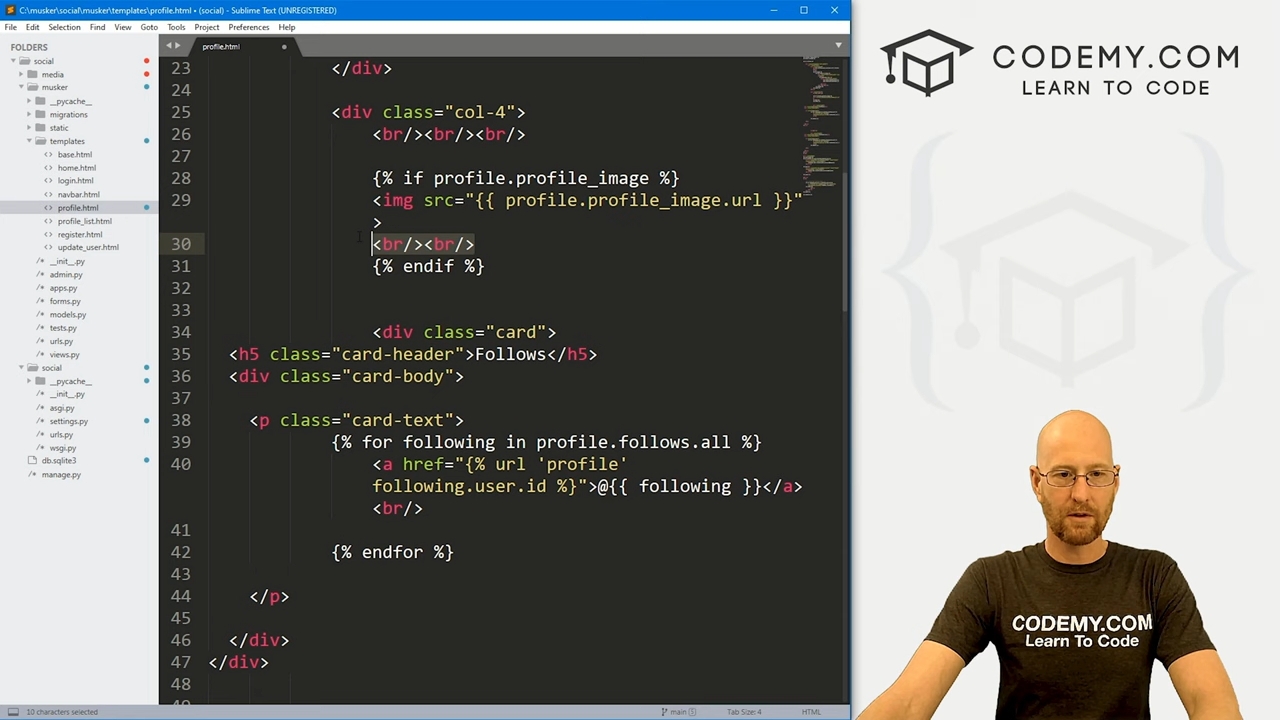 C:\musker\social\musker\templates\profile.html • (social) - Sublime Text (UNREGISTERED)
File Edit Selection Find View Goto Tools Project Preferences Help
FOLDERS
social
media
musker
__pycache__
migrations
static
templates
base.html
home.html
login.html
navbar.html
profile.html
profile_list.html
register.html
update_user.html
__init__.py
admin.py
apps.py
forms.py
models.py
tests.py
urls.py
views.py
social
__pycache__
__init__.py
asgi.py
settings.py
urls.py
wsgi.py
db.sqlite3
manage.py
profile.html
23 </div>
24
25 <div class="col-4">
26 <br/><br/><br/>
27
28 {% if profile.profile_image %}
29 <img src="{{ profile.profile_image.url }}"
>
30 <br/><br/>
31 {% endif %}
32
33
34 <div class="card">
35 <h5 class="card-header">Follows</h5>
36 <div class="card-body">
37
38 <p class="card-text">
39 {% for following in profile.follows.all %}
40 <a href="{% url 'profile'
following.user.id %}">@{{ following }}</a>
<br/>
41
42 {% endfor %}
43
44 </p>
45
46 </div>
47 </div>
48
10 characters selected
main 3
Tab Size: 4
HTML
CODEMY.COM
LEARN TO CODE
CODEMY.COM
Learn To Code